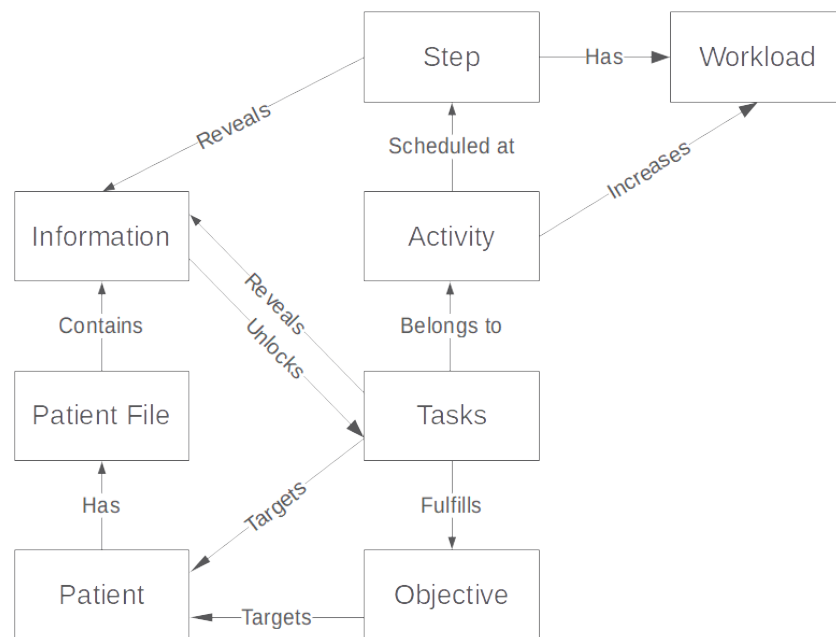 Step
Has
Workload
Reveals
Scheduled at
Increases
Information
Activity
Reveals
Unlocks
Contains
Belongs to
Patient File
Tasks
Has
Targets
Fulfills
Patient
Targets
Objective